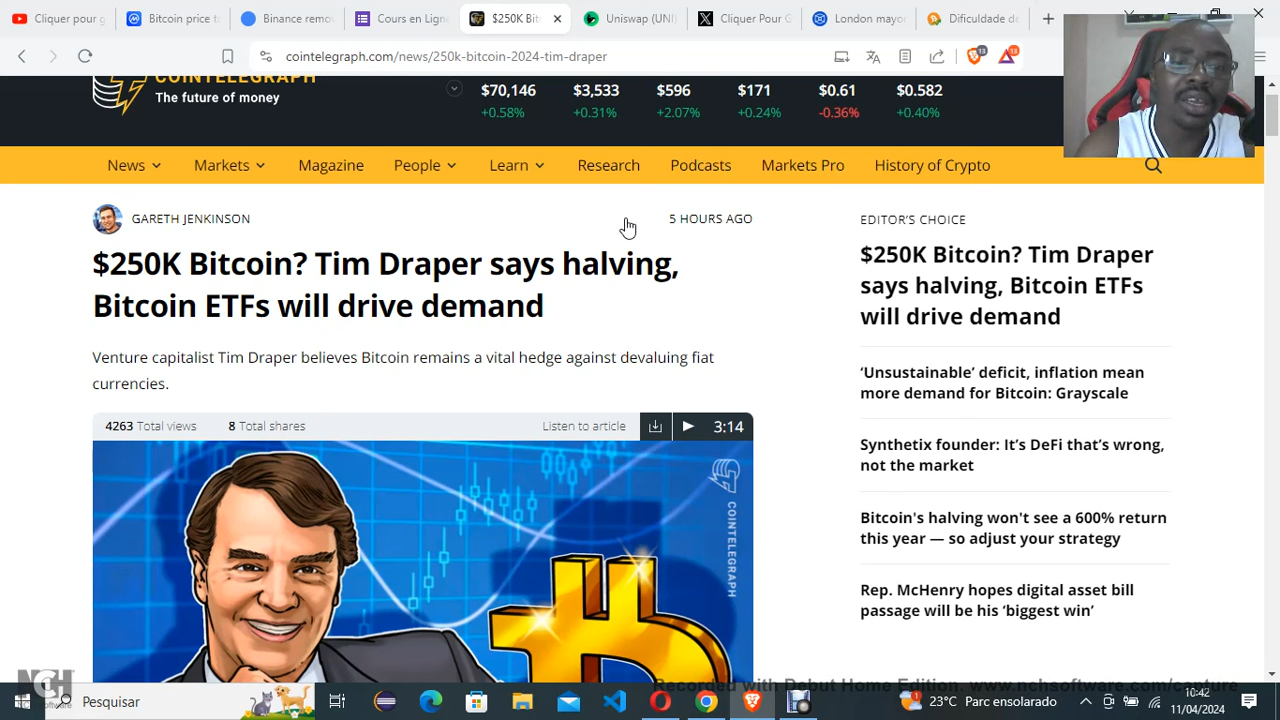 Cliquer pour g
Bitcoin price t
Binance remo
Cours en Lign
$250K Bit
Uniswap (UNI
Cliquer Pour G
London mayo
Dificuldade de
cointelegraph.com/news/250k-bitcoin-2024-tim-draper
13
COINTELEGRAPH
The future of money
$70,146 $3,533 $596 $171 $0.61 $0.582
+0.58% +0.31% +2.07% +0.24% -0.36% +0.40%
News Markets Magazine People Learn Research Podcasts Markets Pro History of Crypto
GARETH JENKINSON
5 HOURS AGO
$250K Bitcoin? Tim Draper says halving,
Bitcoin ETFs will drive demand
Venture capitalist Tim Draper believes Bitcoin remains a vital hedge against devaluing fiat
currencies.
4263 Total views 8 Total shares Listen to article 3:14
COINTELEGRAPH
EDITOR'S CHOICE
$250K Bitcoin? Tim Draper
says halving, Bitcoin ETFs
will drive demand
‘Unsustainable’ deficit, inflation mean
more demand for Bitcoin: Grayscale
Synthetix founder: It’s DeFi that’s wrong,
not the market
Bitcoin's halving won't see a 600% return
this year — so adjust your strategy
Rep. McHenry hopes digital asset bill
passage will be his ‘biggest win’
NCH
software
Recorded with Debut Home Edition. www.nchsoftware.com/capture
Pesquisar
23°C Parc ensolarado
10:42
11/04/2024